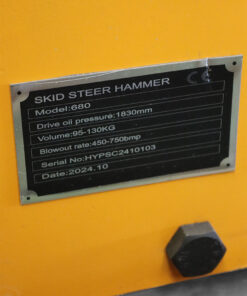 SKID STEER HAMMER
CE
Model:680
Drive oil pressure:1830mm
Volume:95-130KG
Blowout rate:450-750bmp
Serial No:HYPSC2410103
Date:2024.10